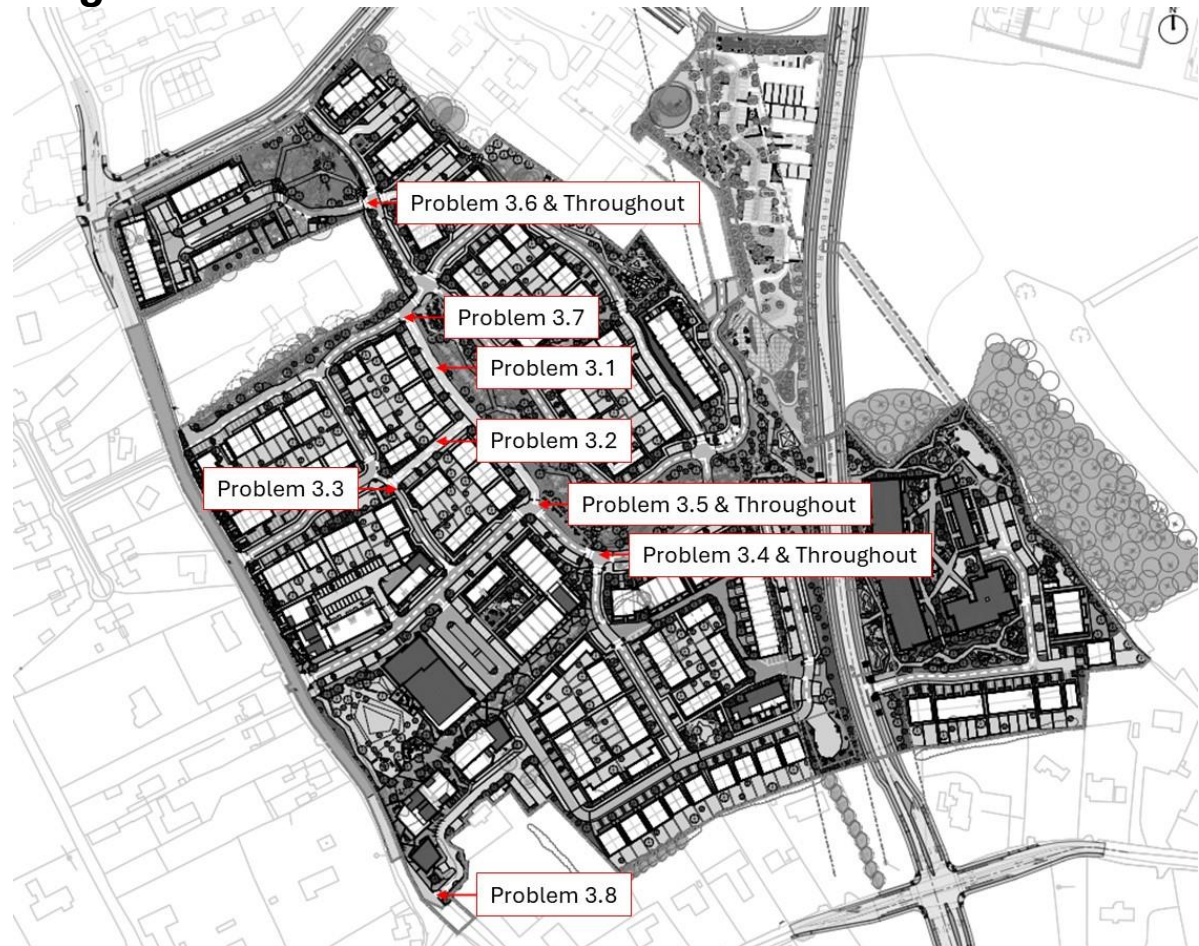 N
Problem 3.6 & Throughout
Problem 3.7
Problem 3.1
Problem 3.2
Problem 3.3
Problem 3.5 & Throughout
Problem 3.4 & Throughout
Problem 3.8